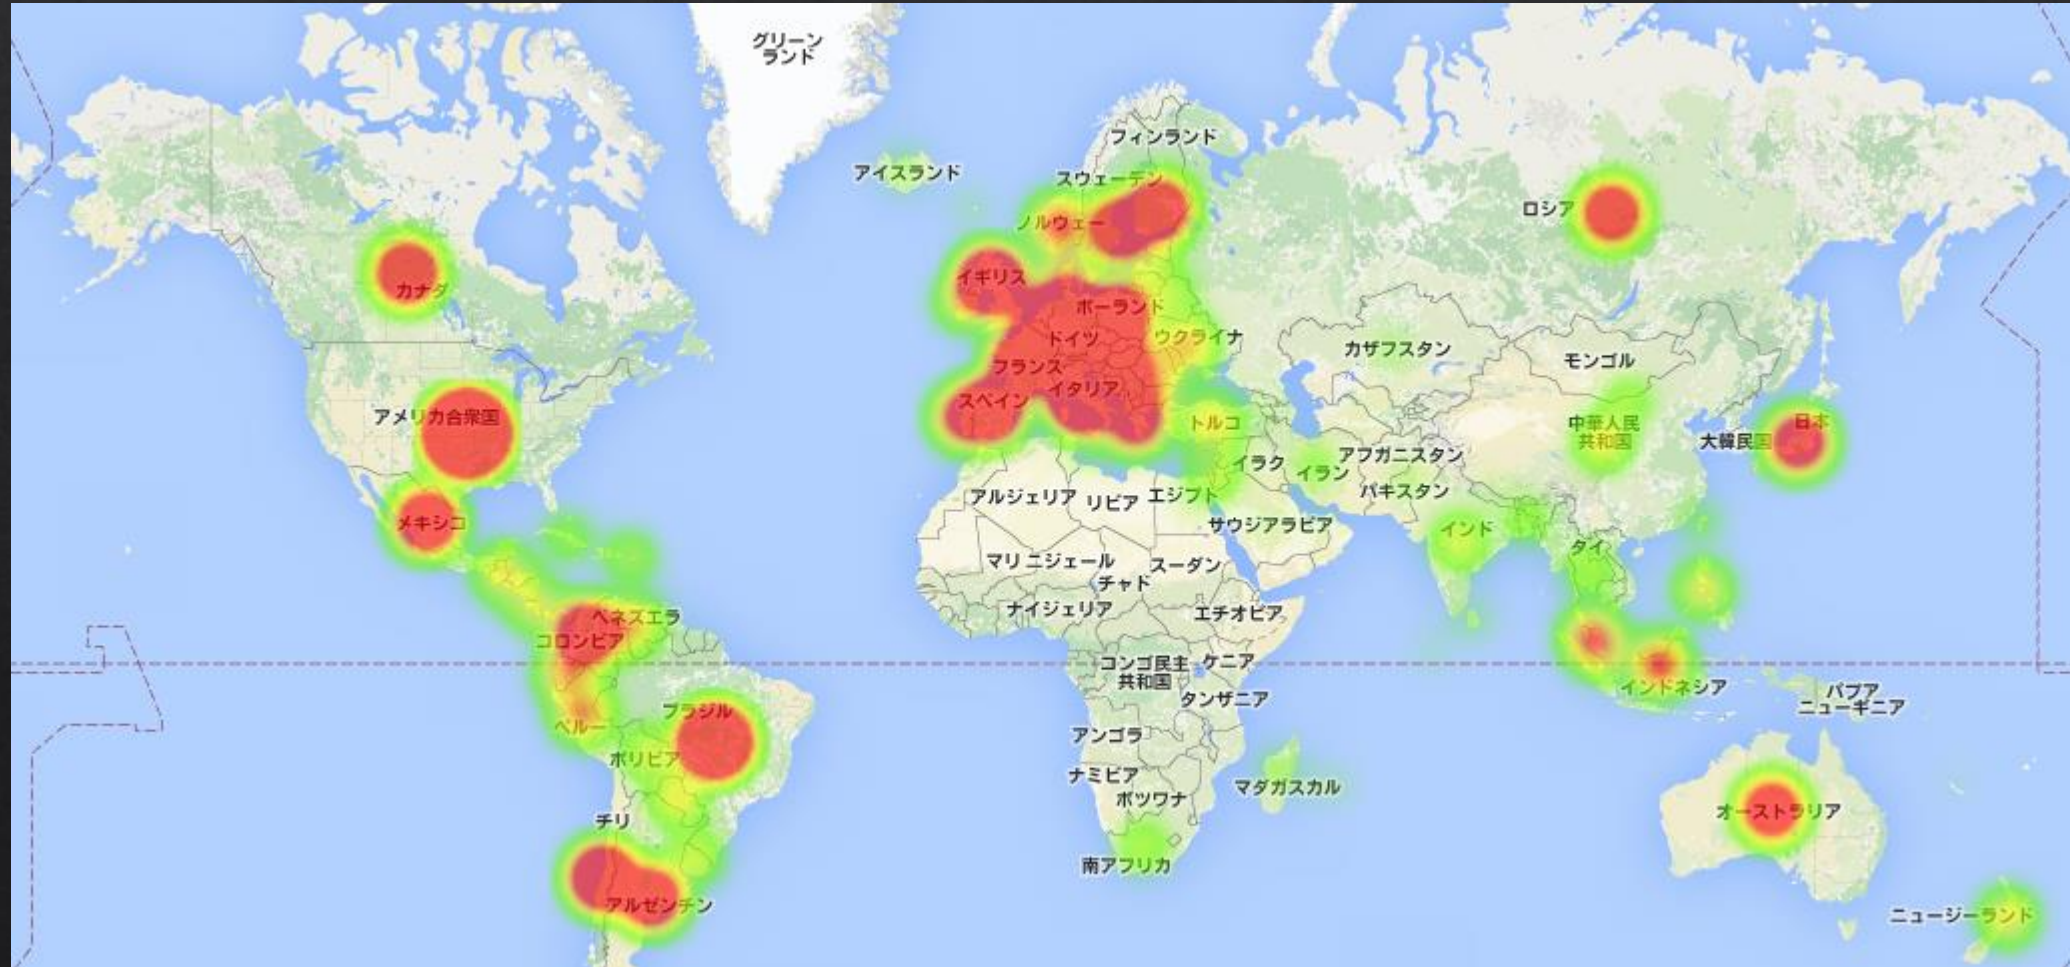 グリーン
ランド
フィンランド
アイスランド
スウェーデン
ロシア
ノルウェー
イギリス
カナダ
ポーランド
ドイツ
ウクライナ
カザフスタン
モンゴル
フランス
イタリア
スペイン
アメリカ合衆国
トルコ
中華人民
共和国
日本
大韓民国
アフガニスタン
イラク
イラン
パキスタン
アルジェリア
リビア
エジプト
メキシコ
サウジアラビア
インド
タイ
マリ
ニジェール
スーダン
チャド
ナイジェリア
エチオピア
ベネズエラ
コロンビア
コンゴ民主
共和国
ケニア
インドネシア
パプア
ニューギニア
タンザニア
ブラジル
ペルー
アンゴラ
ボリビア
ナミビア
マダガスカル
ボツワナ
オーストラリア
チリ
南アフリカ
アルゼンチン
ニュージーランド